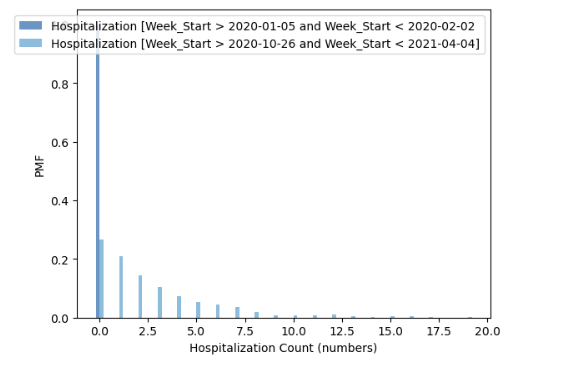 Hospitalization [Week_Start > 2020-01-05 and Week_Start < 2020-02-02
Hospitalization [Week_Start > 2020-10-26 and Week_Start < 2021-04-04]
0.8
0.6
0.4
0.2
0.0
PMF
0.0 2.5 5.0 7.5 10.0 12.5 15.0 17.5 20.0
Hospitalization Count (numbers)